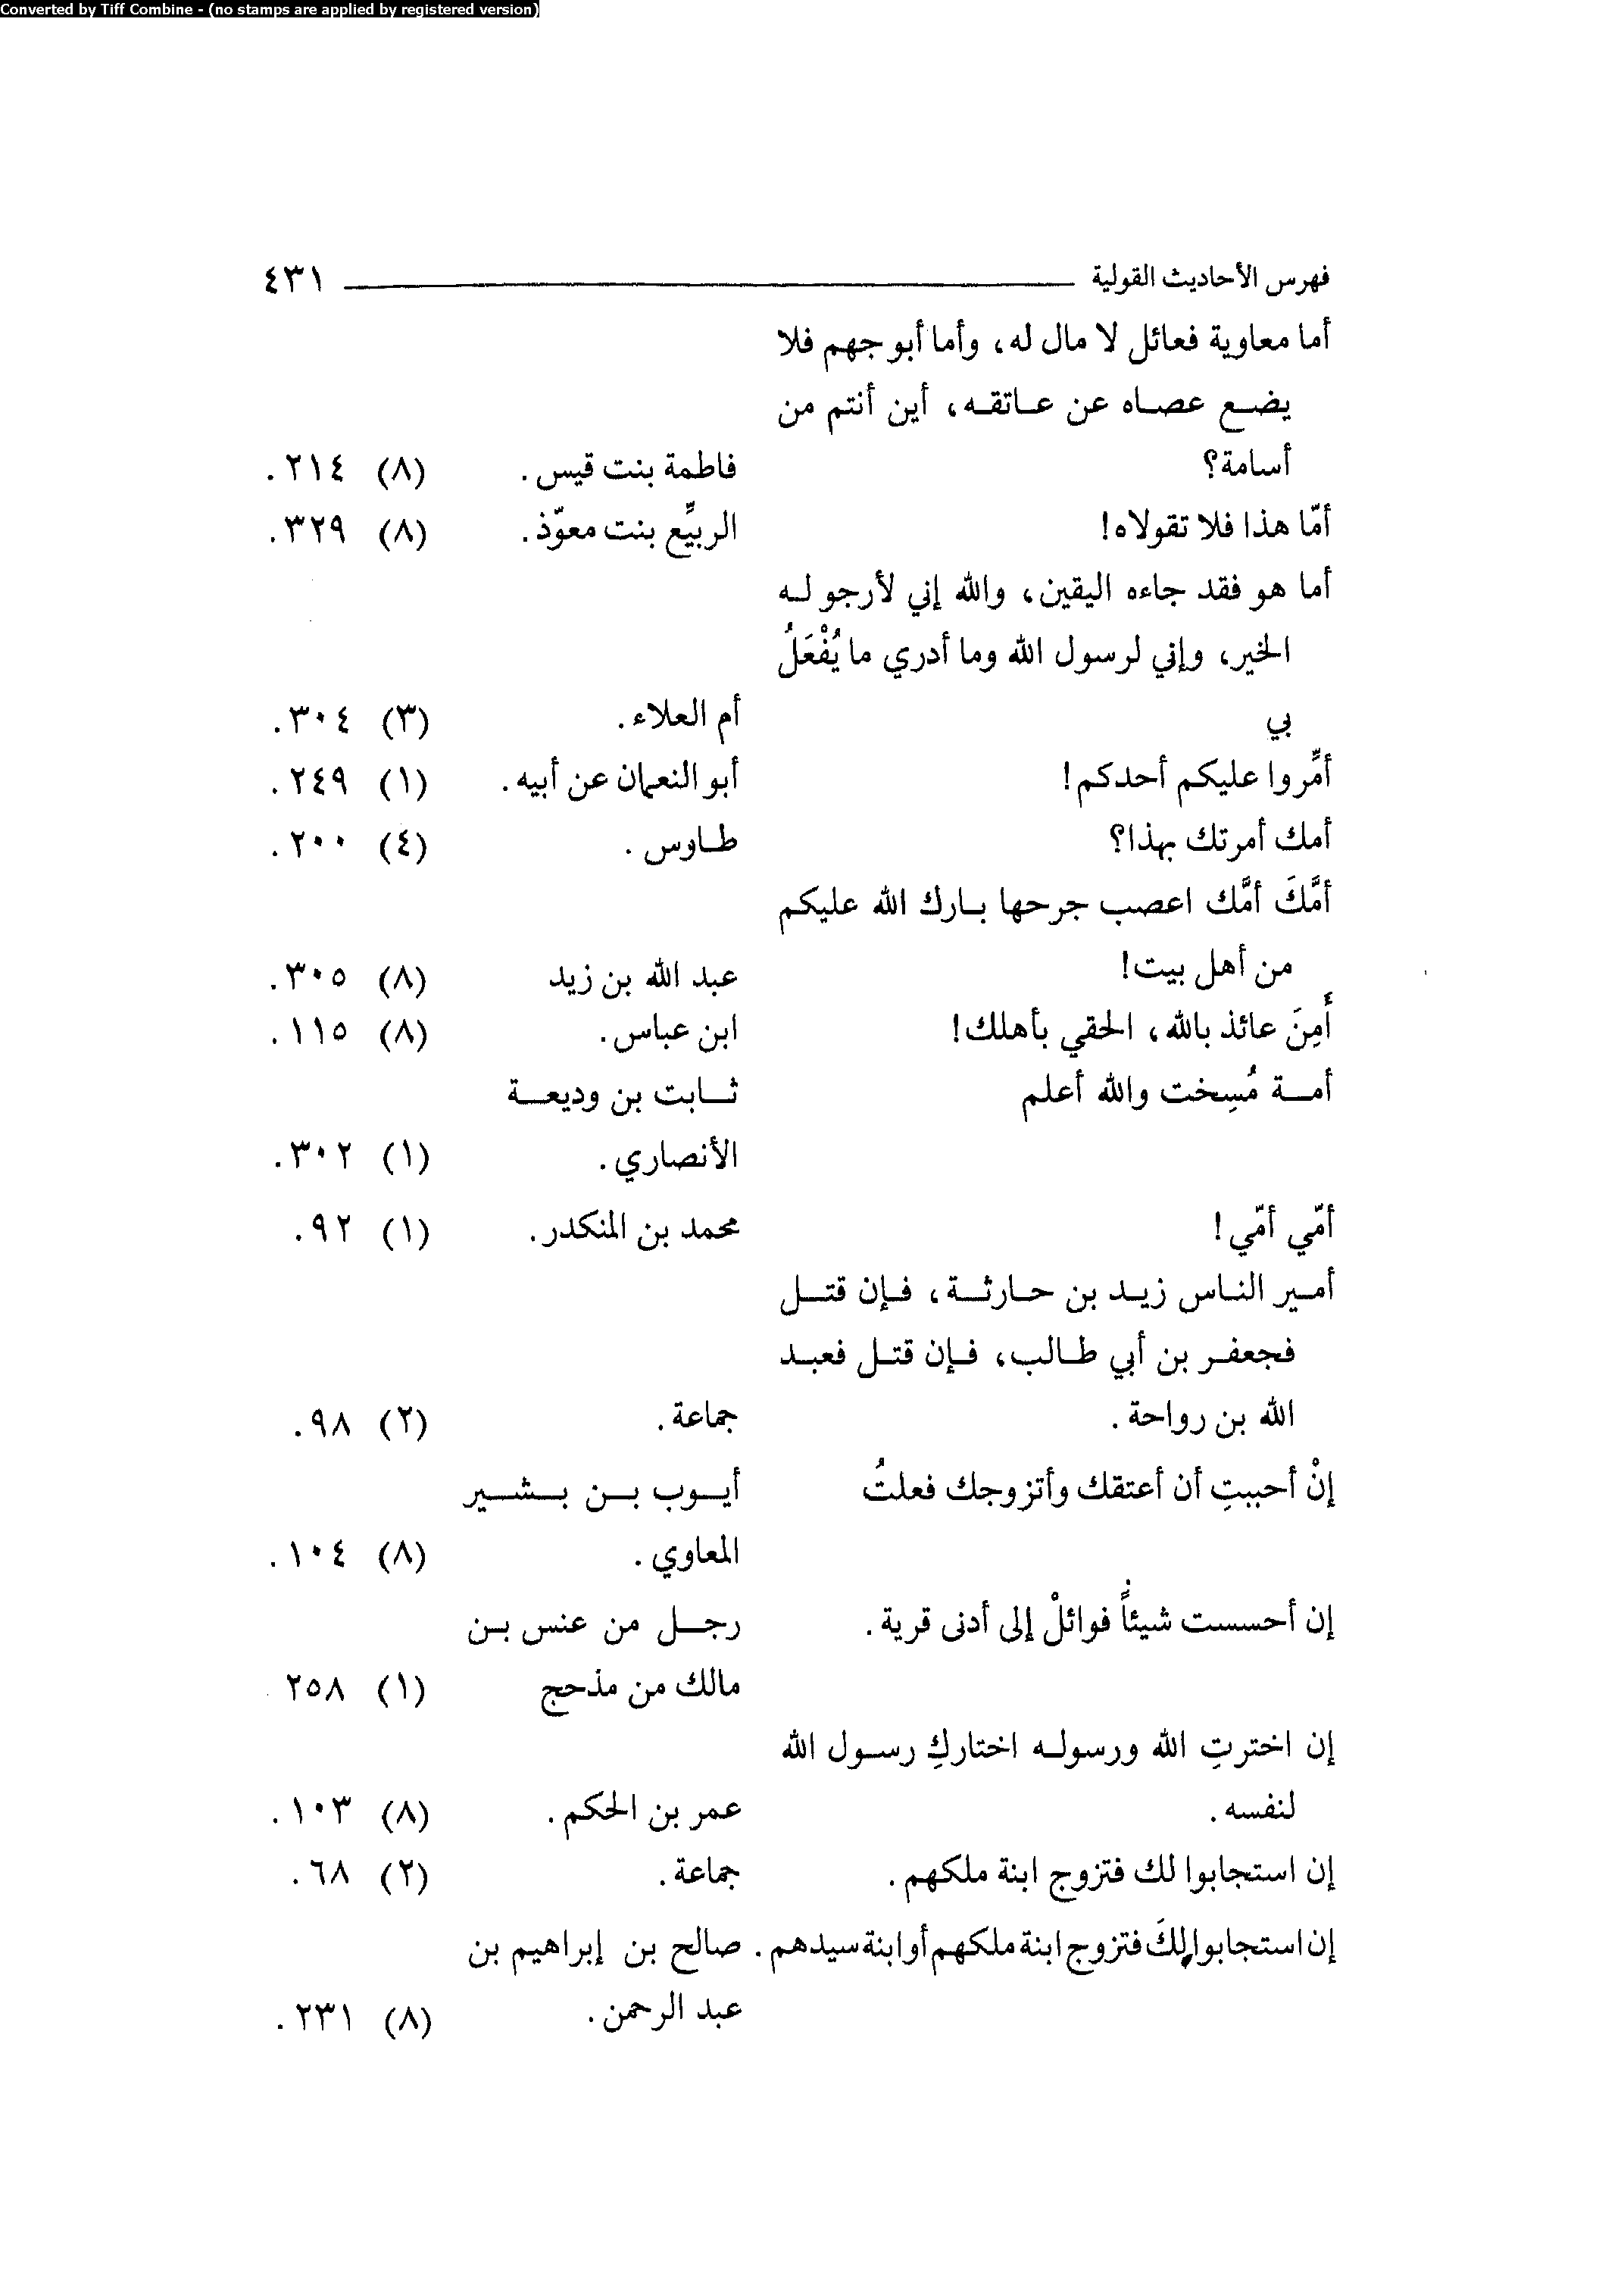 Converted by Tiff Combine - (no stamps are applied by registered version)
فهرس الأحاديث القولية ٤٣١
أما معاوية فعائل لا مال له، وأما أبو جهم فلا
يضع عصاه عن عاتقه، أين أنتم من
أسامة؟ فاطمة بنت قيس. (٨) ٢١٤.
أمّا هذا فلا تقولاه! الربيِّع بنت معوّذ. (٨) ٣٢٩.
أما هو فقد جاءه اليقين، والله إني لأرجو له
الخير، وإني لرسول الله وما أدري ما يُفْعَلُ
بي أم العلاء. (٣) ٣٠٤.
أمِّروا عليكم أحدكم! أبو النعمان عن أبيه. (١) ٢٤٩.
أمك أمرتك بهذا؟ طاوس. (٤) ٢٠٠.
أمَّكَ أمَّك اعصب جرحها بارك الله عليكم
من أهل بيت! عبد الله بن زيد (٨) ٣٠٥.
أَمِنَ عائذ بالله، الحقي بأهلك! ابن عباس. (٨) ١١٥.
أمة مُسِخت والله أعلم ثابت بن وديعة
الأنصاري. (١) ٣٠٢.
أمّي أمّي! محمد بن المنكدر. (١) ٩٢.
أمير الناس زيد بن حارثة، فإن قتل
فجعفر بن أبي طالب، فإن قتل فعبد
الله بن رواحة. جماعة. (٢) ٩٨.
إنْ أحببتِ أن أعتقك وأتزوجك فعلتُ أيوب بن بشير
المعاوي. (٨) ١٠٤.
إن أحسست شيئاً فوائلْ إلى أدنى قرية. رجل من عنس بن
مالك من مذحج (١) ٢٥٨
إن اخترتِ الله ورسوله اختاركِ رسول الله
لنفسه. عمر بن الحكم. (٨) ١٠٣.
إن استجابوا لك فتزوج ابنة ملكهم. جماعة. (٢) ٦٨.
إن استجابوا لكَ فتزوج ابنة ملكهم أو ابنة سيدهم. صالح بن إبراهيم بن
عبد الرحمن. (٨) ٢٣١.